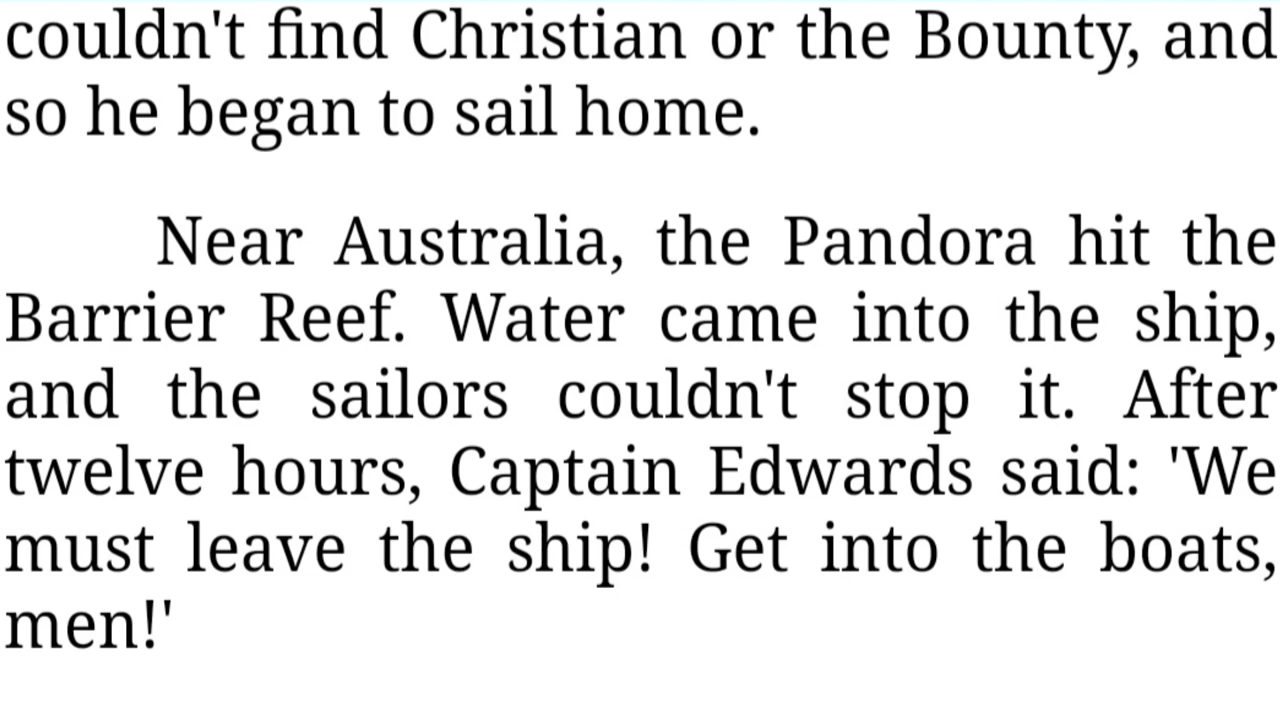 couldn't find Christian or the Bounty, and
so he began to sail home.
Near Australia, the Pandora hit the
Barrier Reef. Water came into the ship,
and the sailors couldn't stop it. After
twelve hours, Captain Edwards said: 'We
must leave the ship! Get into the boats,
men!'